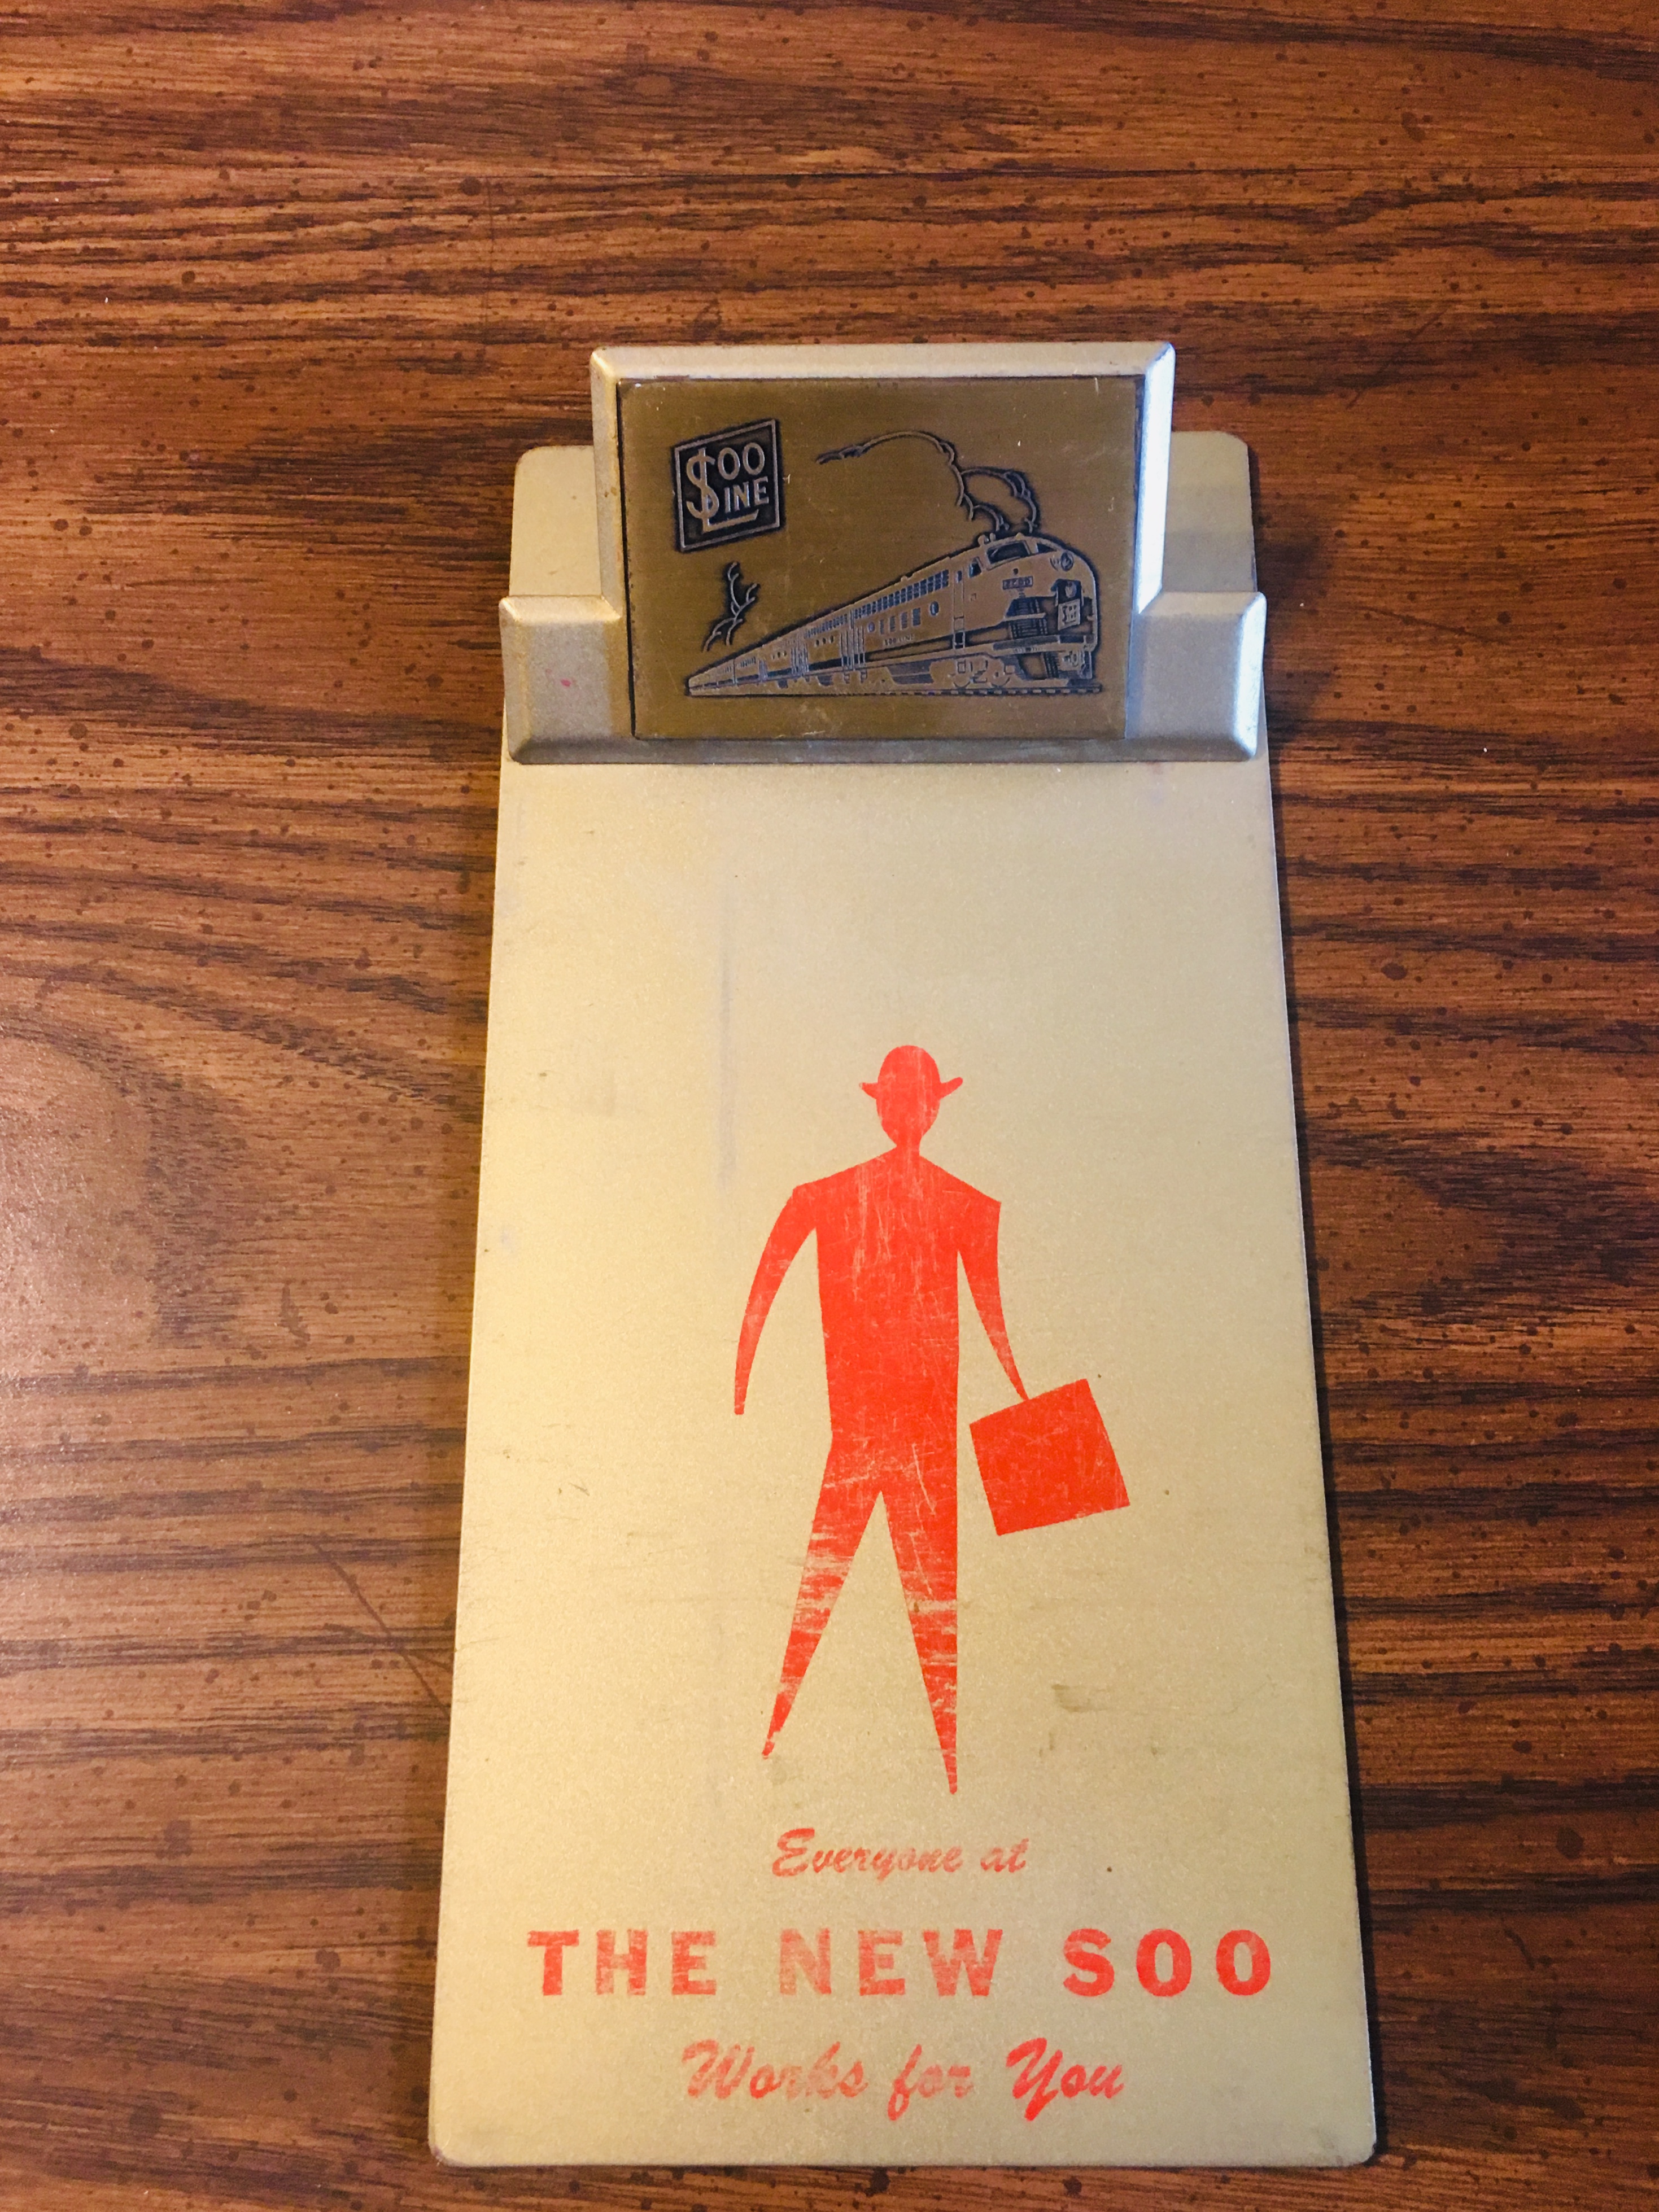 SOO
LINE
Everyone at
THE NEW SOO
Works for You